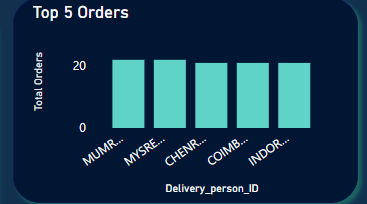 Top 5 Orders
Total Orders
20
0
MUMR...
MYSRE...
CHENR...
COIMB...
INDOR...
Delivery_person_ID